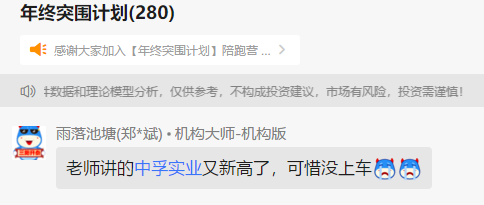 年终突围计划(280)
感谢大家加入【年终突围计划】陪跑营 ...
数据和理论模型分析，仅供参考，不构成投资建议，市场有风险，投资需谨慎！
雨落池塘(郑*斌) • 机构大师-机构版
老师讲的中孚实业又新高了，可惜没上车